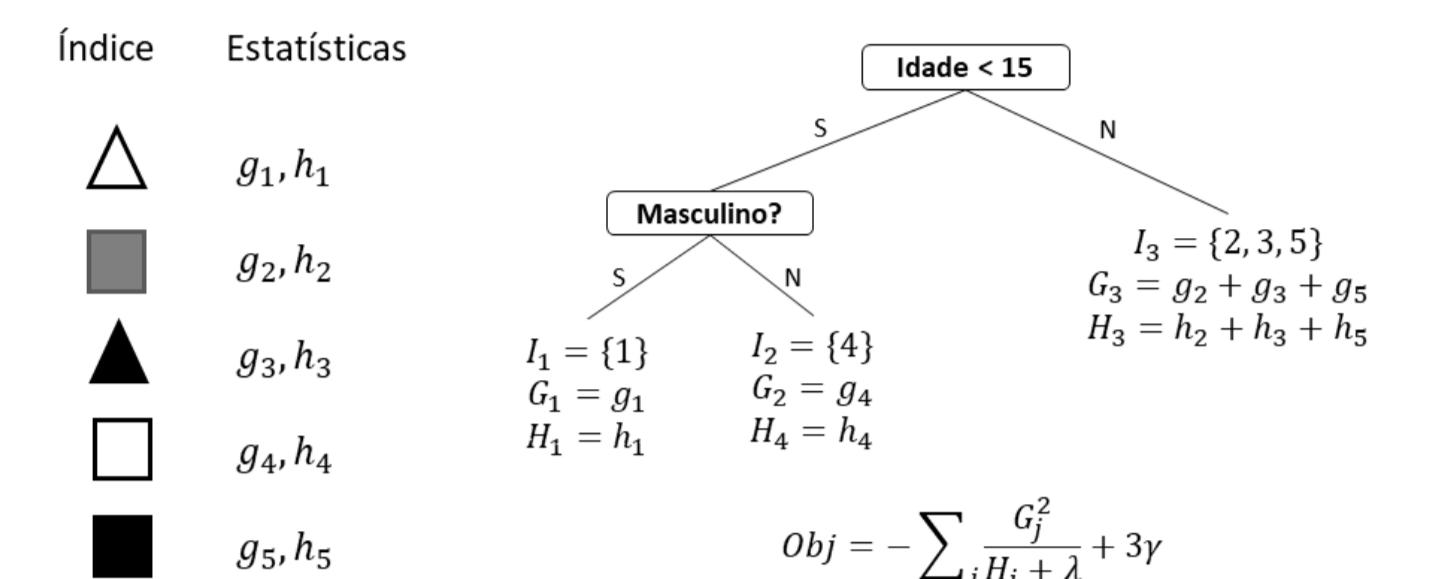 Índice Estatísticas
g₁, h₁
g₂, h₂
g₃, h₃
g₄, h₄
g₅, h₅
Idade < 15
S N
Masculino?
S N
I₁ = {1}
G₁ = g₁
H₁ = h₁
I₂ = {4}
G₂ = g₄
H₄ = h₄
I₃ = {2, 3, 5}
G₃ = g₂ + g₃ + g₅
H₃ = h₂ + h₃ + h₅
Obj = − ∑ⱼ Gⱼ² / (Hⱼ + λ) + 3γ